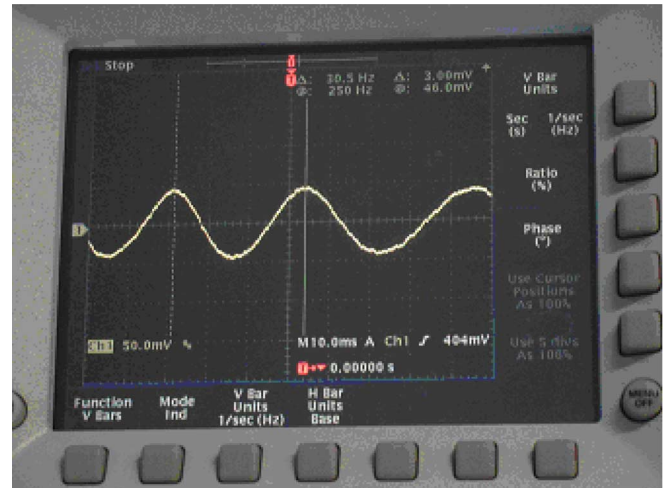 Stop
Δ: 30.5 Hz Δ: 3.00mV
@: 250 Hz @: 46.0mV
V Bar
Units
Sec 1/sec
(s) (Hz)
Ratio
(%)
Phase
(°)
Use Cursor
Positions
As 100%
Use 5 divs
As 100%
1
Ch1 50.0mV
M10.0ms A Ch1 404mV
0.00000 s
Function
V Bars
Mode
Ind
V Bar
Units
1/sec (Hz)
H Bar
Units
Base
MENU
OFF